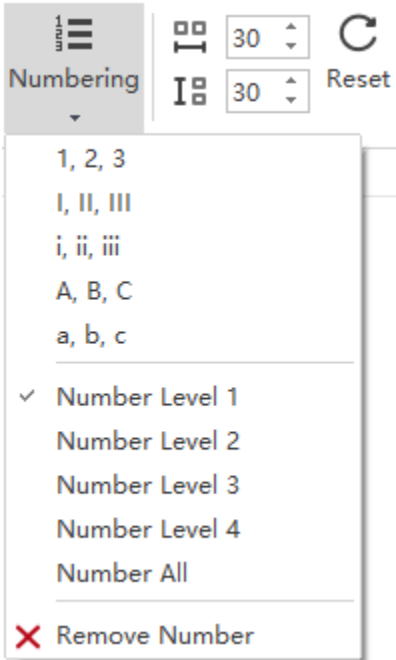 Numbering
30
30
Reset
1, 2, 3
I, II, III
i, ii, iii
A, B, C
a, b, c
Number Level 1
Number Level 2
Number Level 3
Number Level 4
Number All
Remove Number